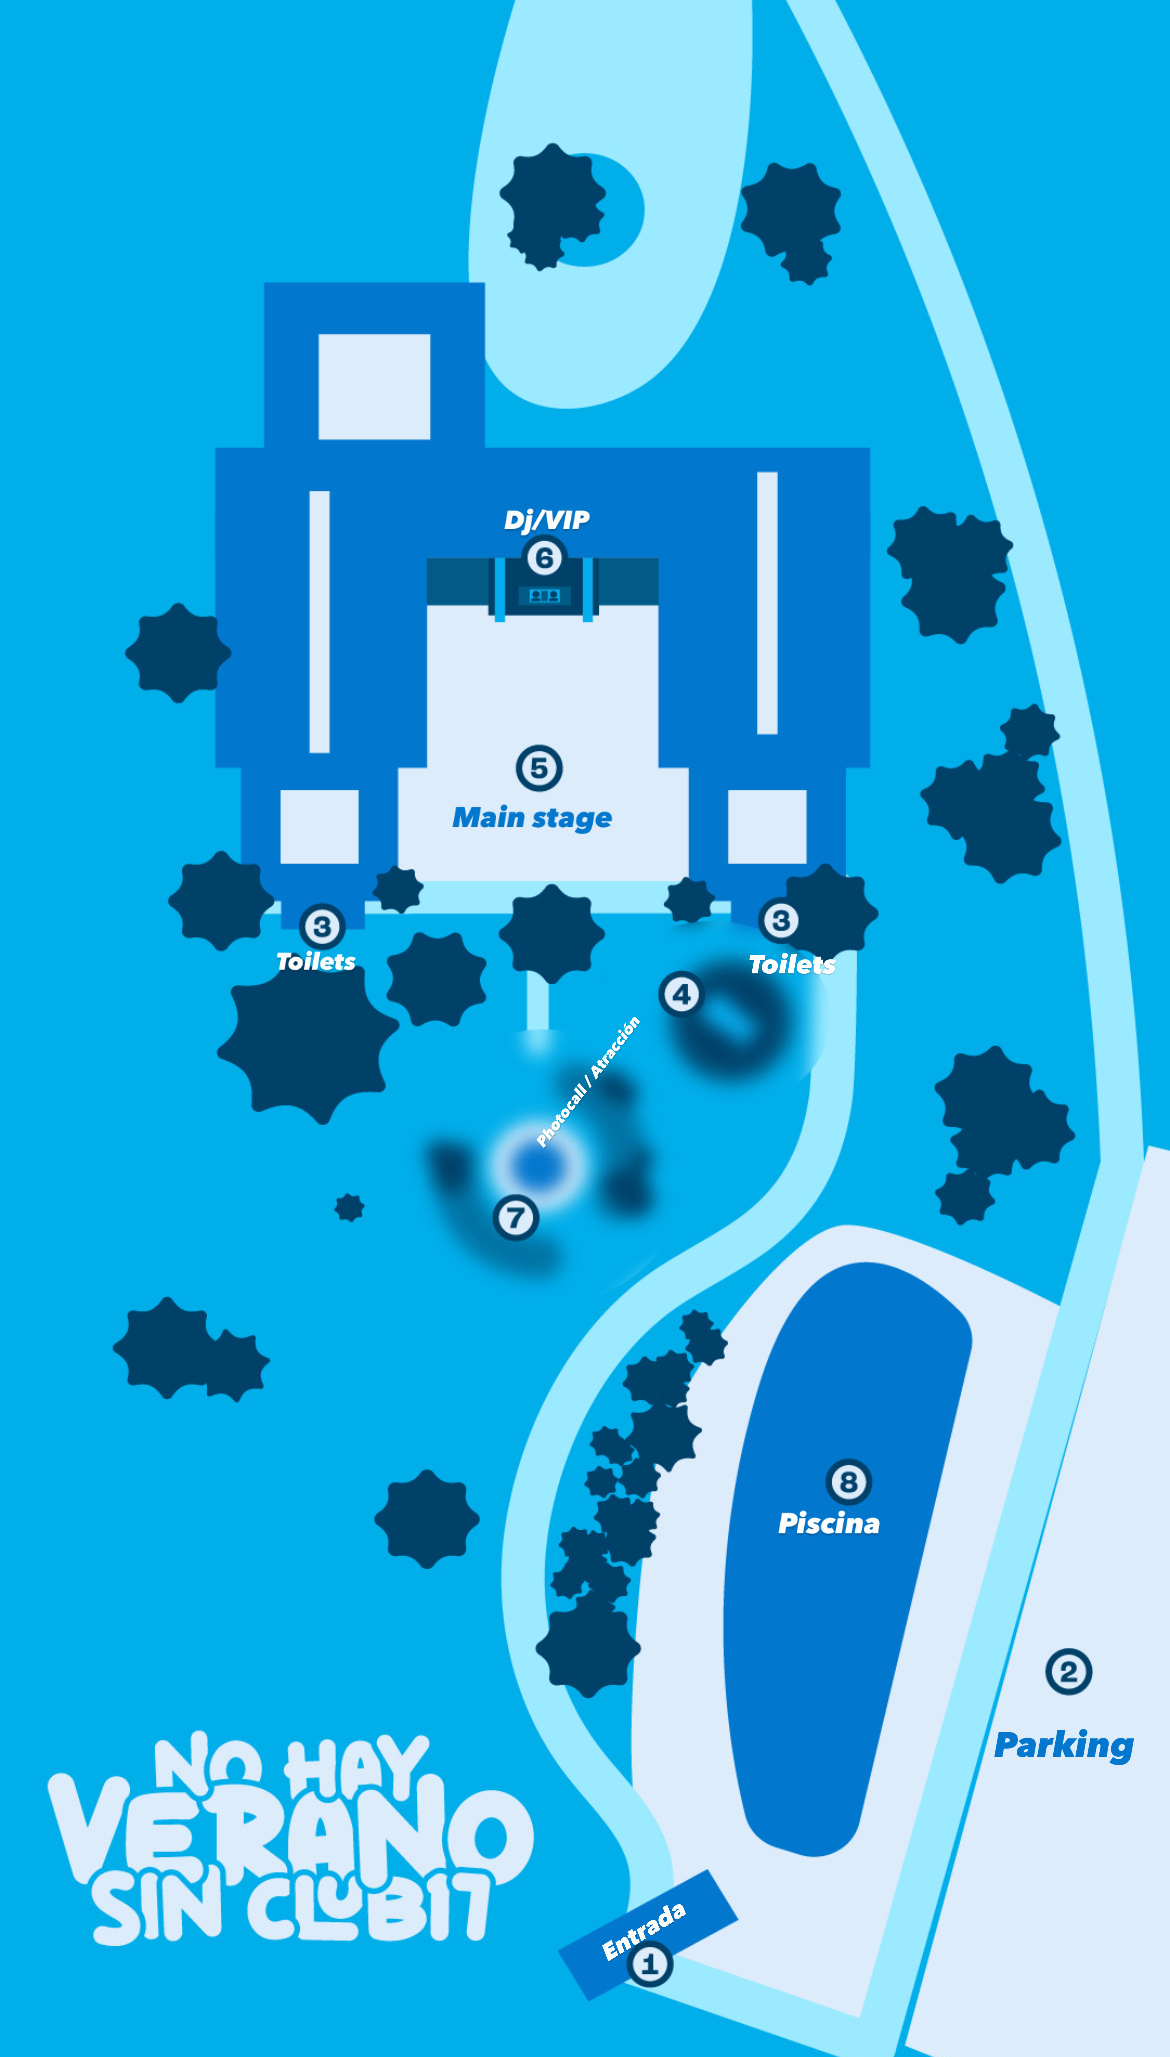 Dj/VIP
6
5
Main stage
3
Toilets
3
Toilets
4
Photocall / Atracción
7
8
Piscina
2
Parking
NO HAY
VERANO
SIN CLUB17
Entrada
1